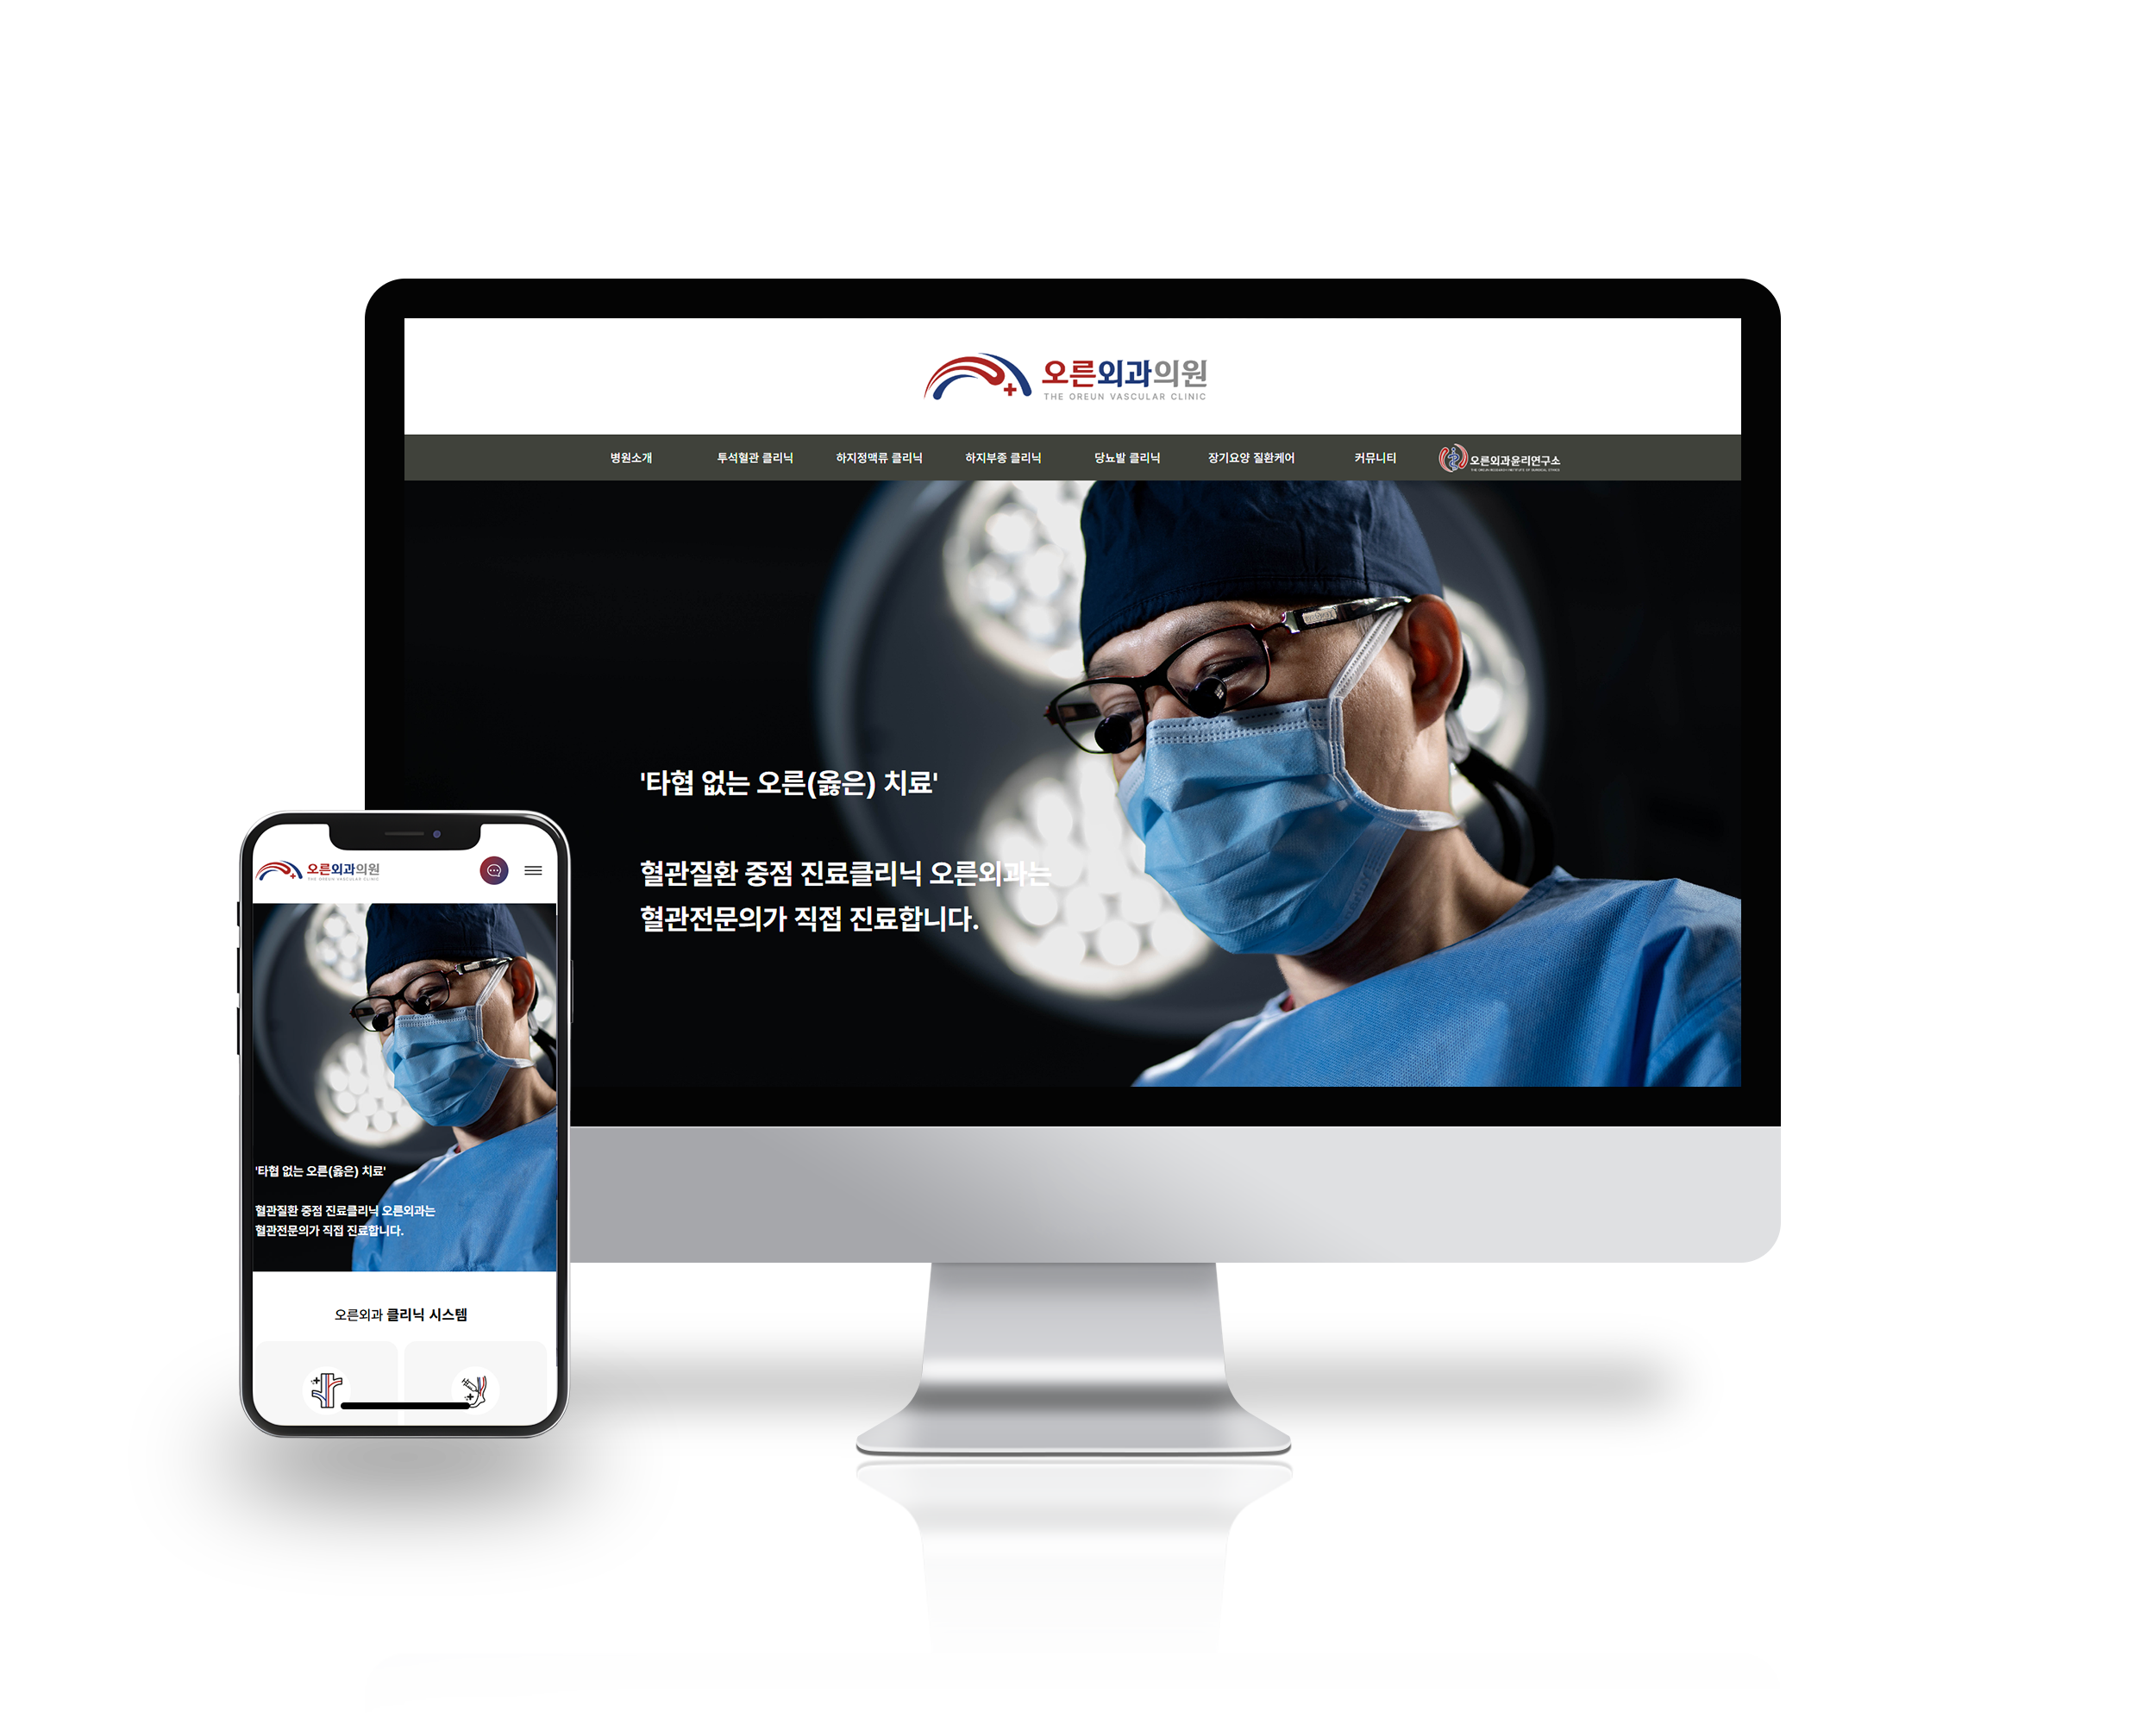 오른외과의원
THE OREUN VASCULAR CLINIC
병원소개 투석혈관 클리닉 하지정맥류 클리닉 하지부종 클리닉 당뇨발 클리닉 장기요양 질환케어 커뮤니티 오른외과윤리연구소
THE OREUN RESEARCH INSTITUTE OF SURGICAL ETHICS
'타협 없는 오른(옳은) 치료'
혈관질환 중점 진료클리닉 오른외과는
혈관전문의가 직접 진료합니다.
오른외과의원
THE OREUN VASCULAR CLINIC
'타협 없는 오른(옳은) 치료'
혈관질환 중점 진료클리닉 오른외과는
혈관전문의가 직접 진료합니다.
오른외과 클리닉 시스템